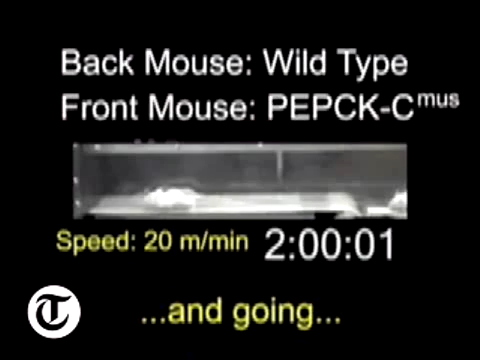 Back Mouse: Wild Type
Front Mouse: PEPCK-Cmus
Speed: 20 m/min 2:00:01
T
...and going...